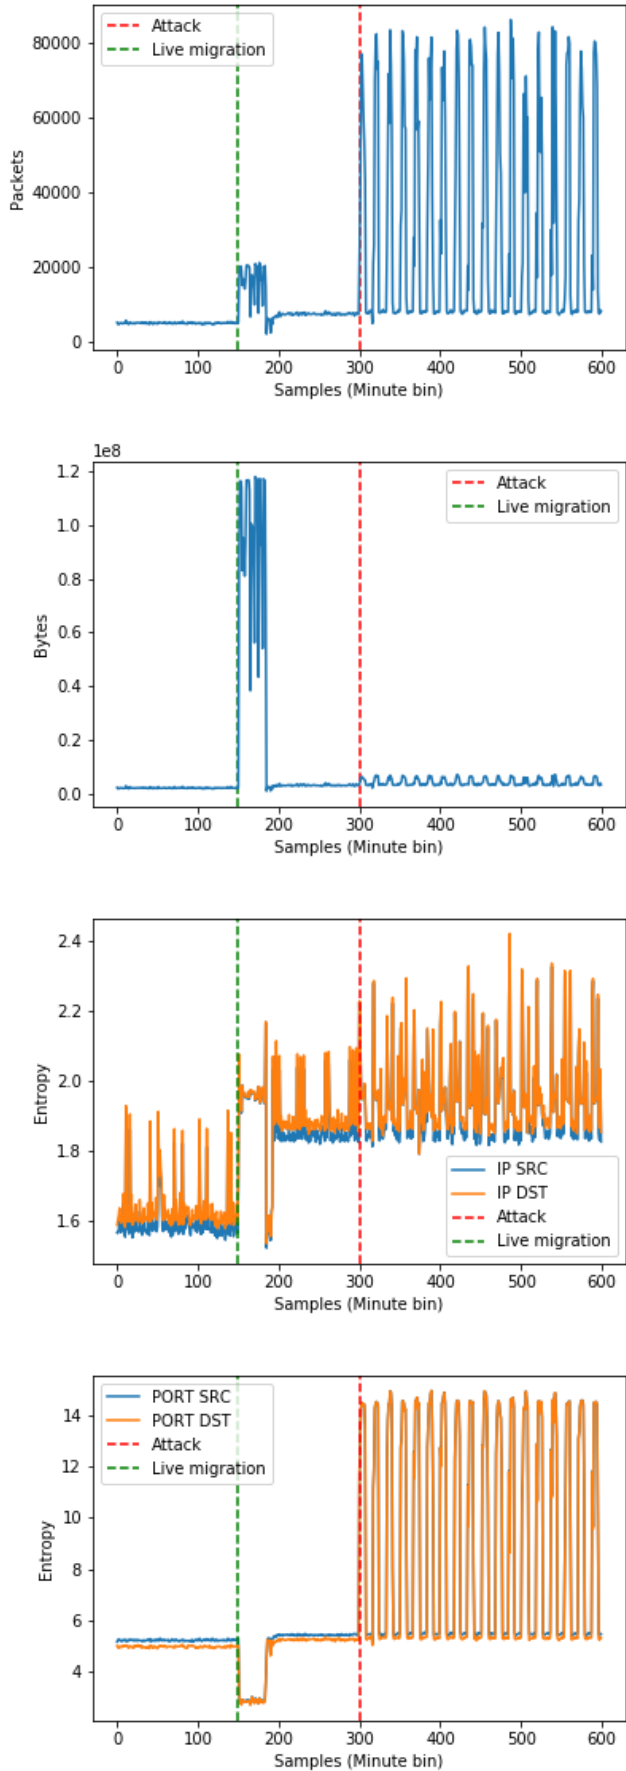 Attack
Live migration
80000
60000
40000
20000
0
Packets
0 100 200 300 400 500 600
Samples (Minute bin)
1e8
Attack
Live migration
1.2
1.0
0.8
0.6
0.4
0.2
0.0
Bytes
0 100 200 300 400 500 600
Samples (Minute bin)
2.4
2.2
2.0
1.8
1.6
Entropy
IP SRC
IP DST
Attack
Live migration
0 100 200 300 400 500 600
Samples (Minute bin)
PORT SRC
PORT DST
Attack
Live migration
14
12
10
8
6
4
Entropy
0 100 200 300 400 500 600
Samples (Minute bin)